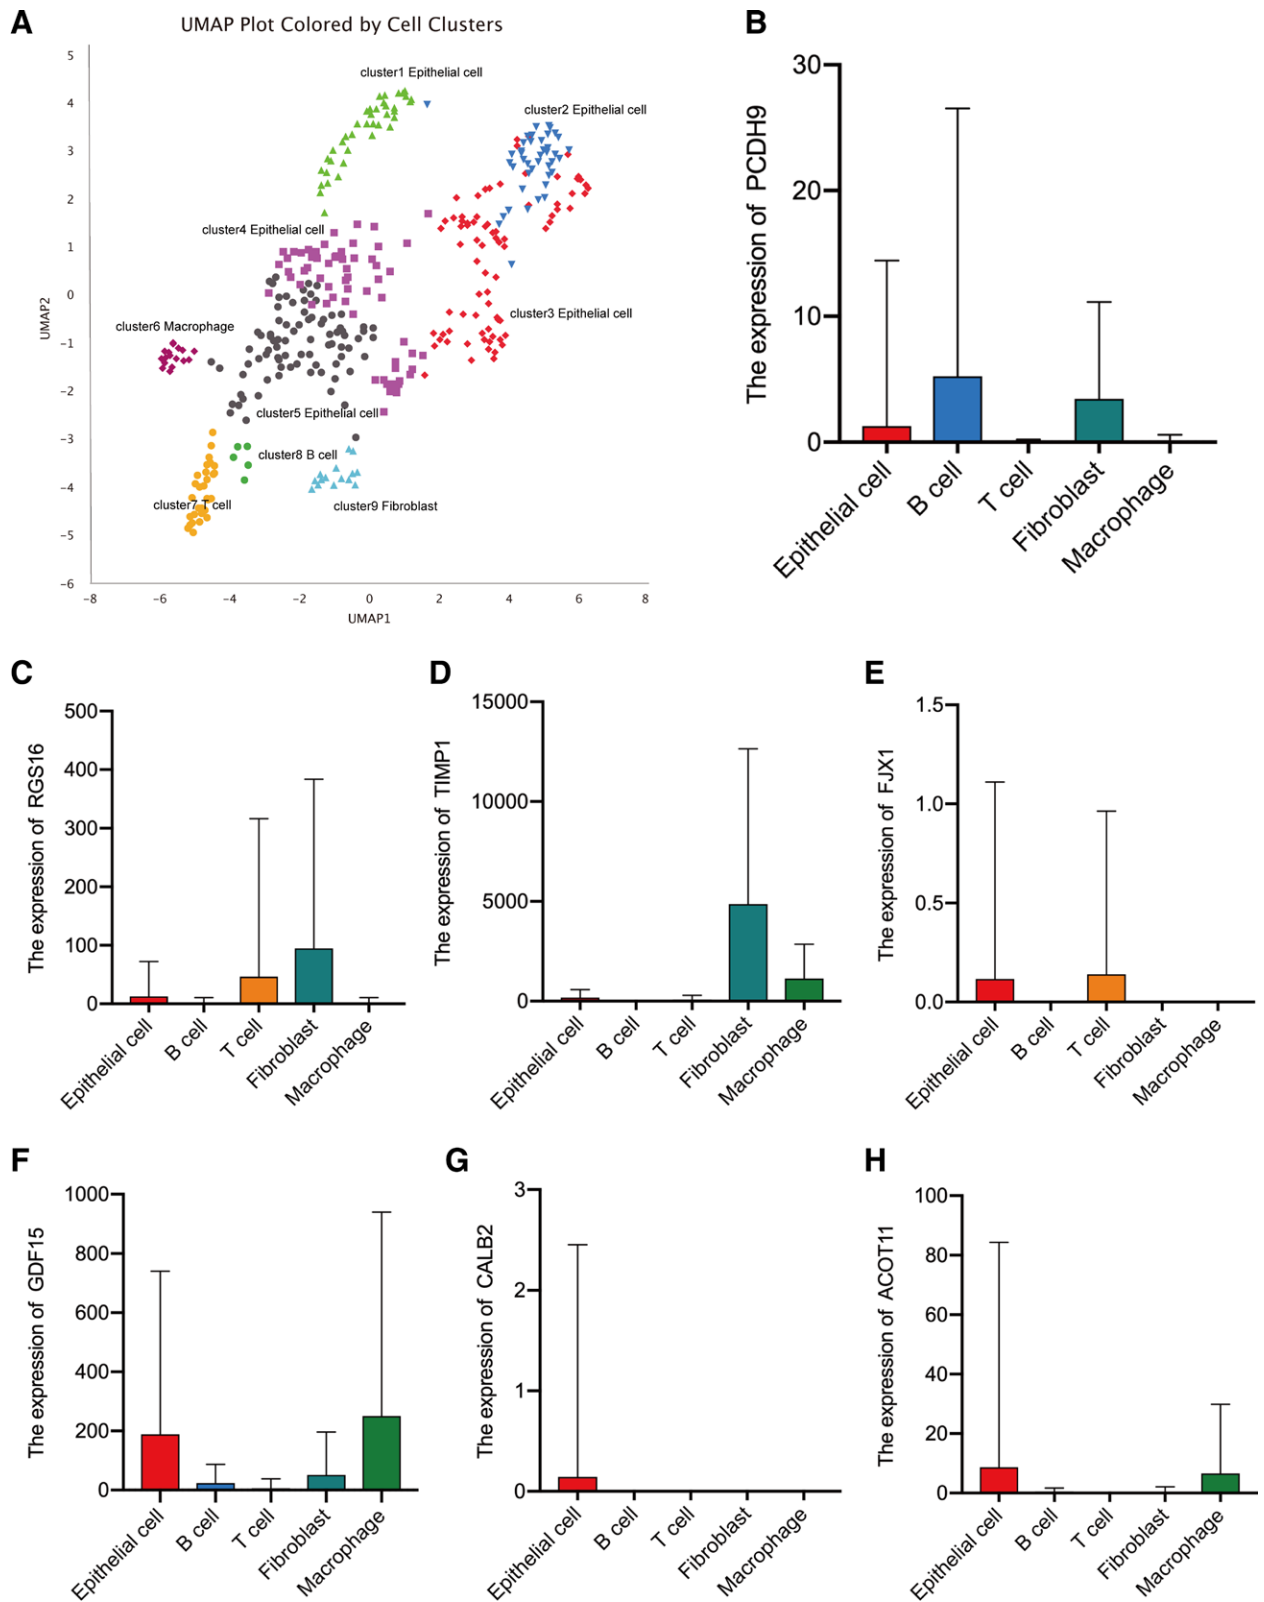 A
UMAP Plot Colored by Cell Clusters
5
4
3
2
1
0
−1
−2
−3
−4
−5
−6
UMAP2
cluster1 Epithelial cell
cluster2 Epithelial cell
cluster4 Epithelial cell
cluster3 Epithelial cell
cluster6 Macrophage
cluster5 Epithelial cell
cluster8 B cell
cluster7 T cell
cluster9 Fibroblast
−8
−6
−4
−2
0
2
4
6
8
UMAP1
B
The expression of PCDH9
30
20
10
0
Epithelial cell
B cell
T cell
Fibroblast
Macrophage
C
The expression of RGS16
500
400
300
200
100
0
Epithelial cell
B cell
T cell
Fibroblast
Macrophage
D
The expression of TIMP1
15000
10000
5000
0
Epithelial cell
B cell
T cell
Fibroblast
Macrophage
E
The expression of FJX1
1.5
1.0
0.5
0.0
Epithelial cell
B cell
T cell
Fibroblast
Macrophage
F
The expression of GDF15
1000
800
600
400
200
0
Epithelial cell
B cell
T cell
Fibroblast
Macrophage
G
The expression of CALB2
3
2
1
0
Epithelial cell
B cell
T cell
Fibroblast
Macrophage
H
The expression of ACOT11
100
80
60
40
20
0
Epithelial cell
B cell
T cell
Fibroblast
Macrophage